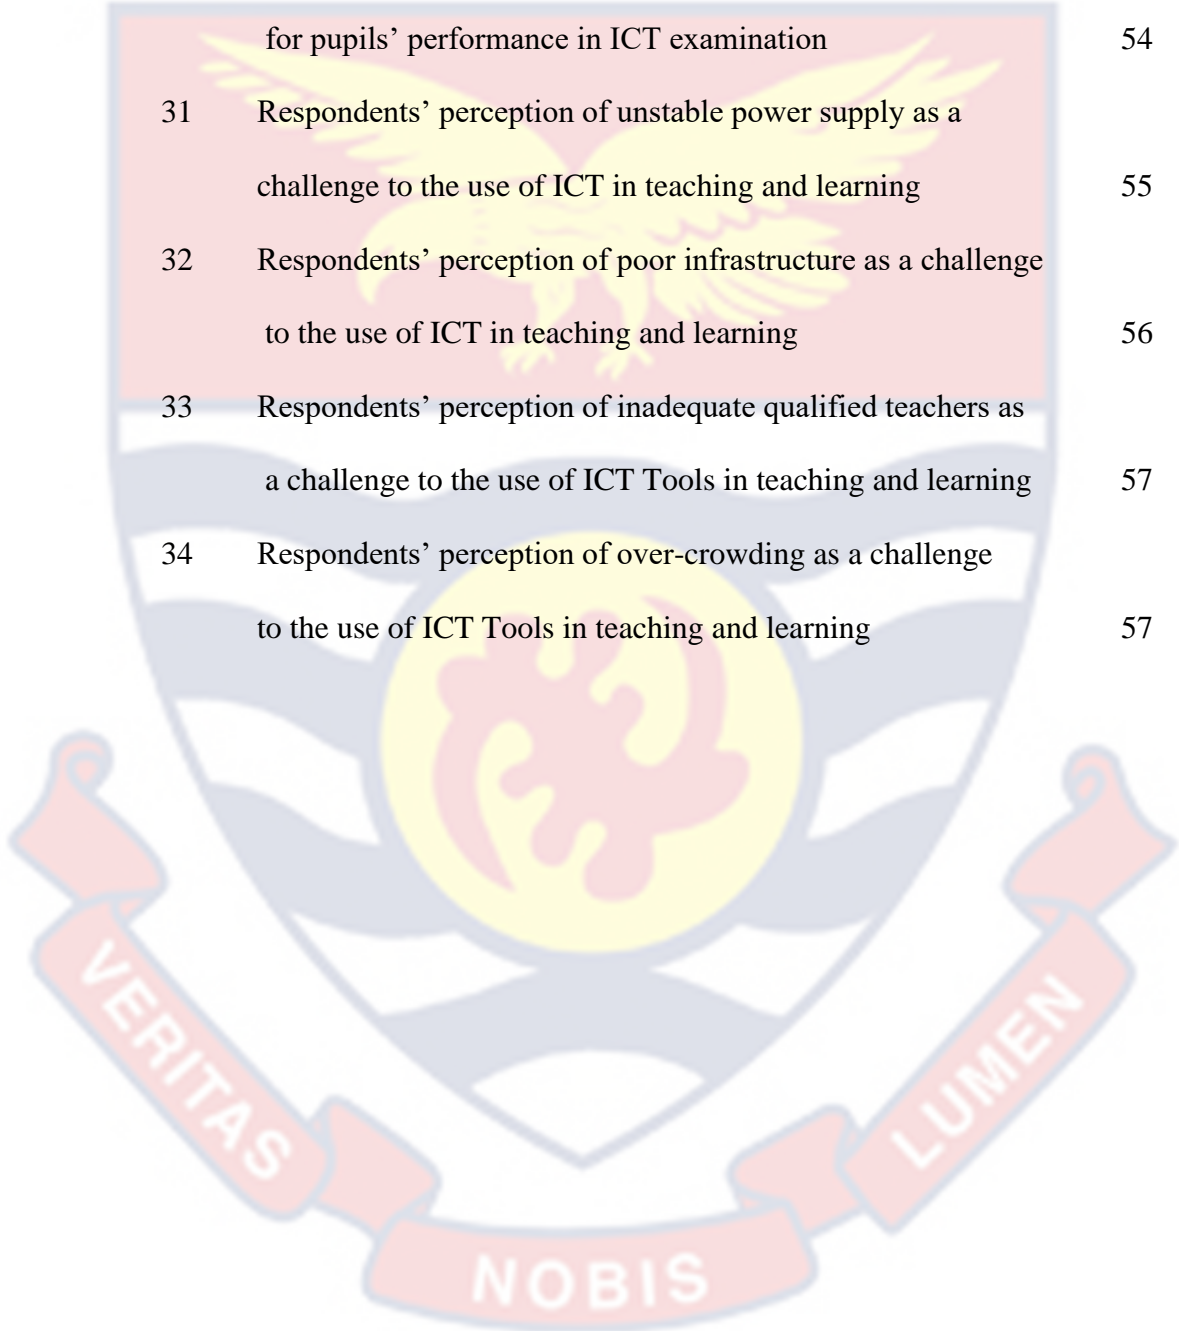 for pupils’ performance in ICT examination 54
31 Respondents’ perception of unstable power supply as a
challenge to the use of ICT in teaching and learning 55
32 Respondents’ perception of poor infrastructure as a challenge
to the use of ICT in teaching and learning 56
33 Respondents’ perception of inadequate qualified teachers as
a challenge to the use of ICT Tools in teaching and learning 57
34 Respondents’ perception of over-crowding as a challenge
to the use of ICT Tools in teaching and learning 57
VERITAS
NOBIS
LUMEN